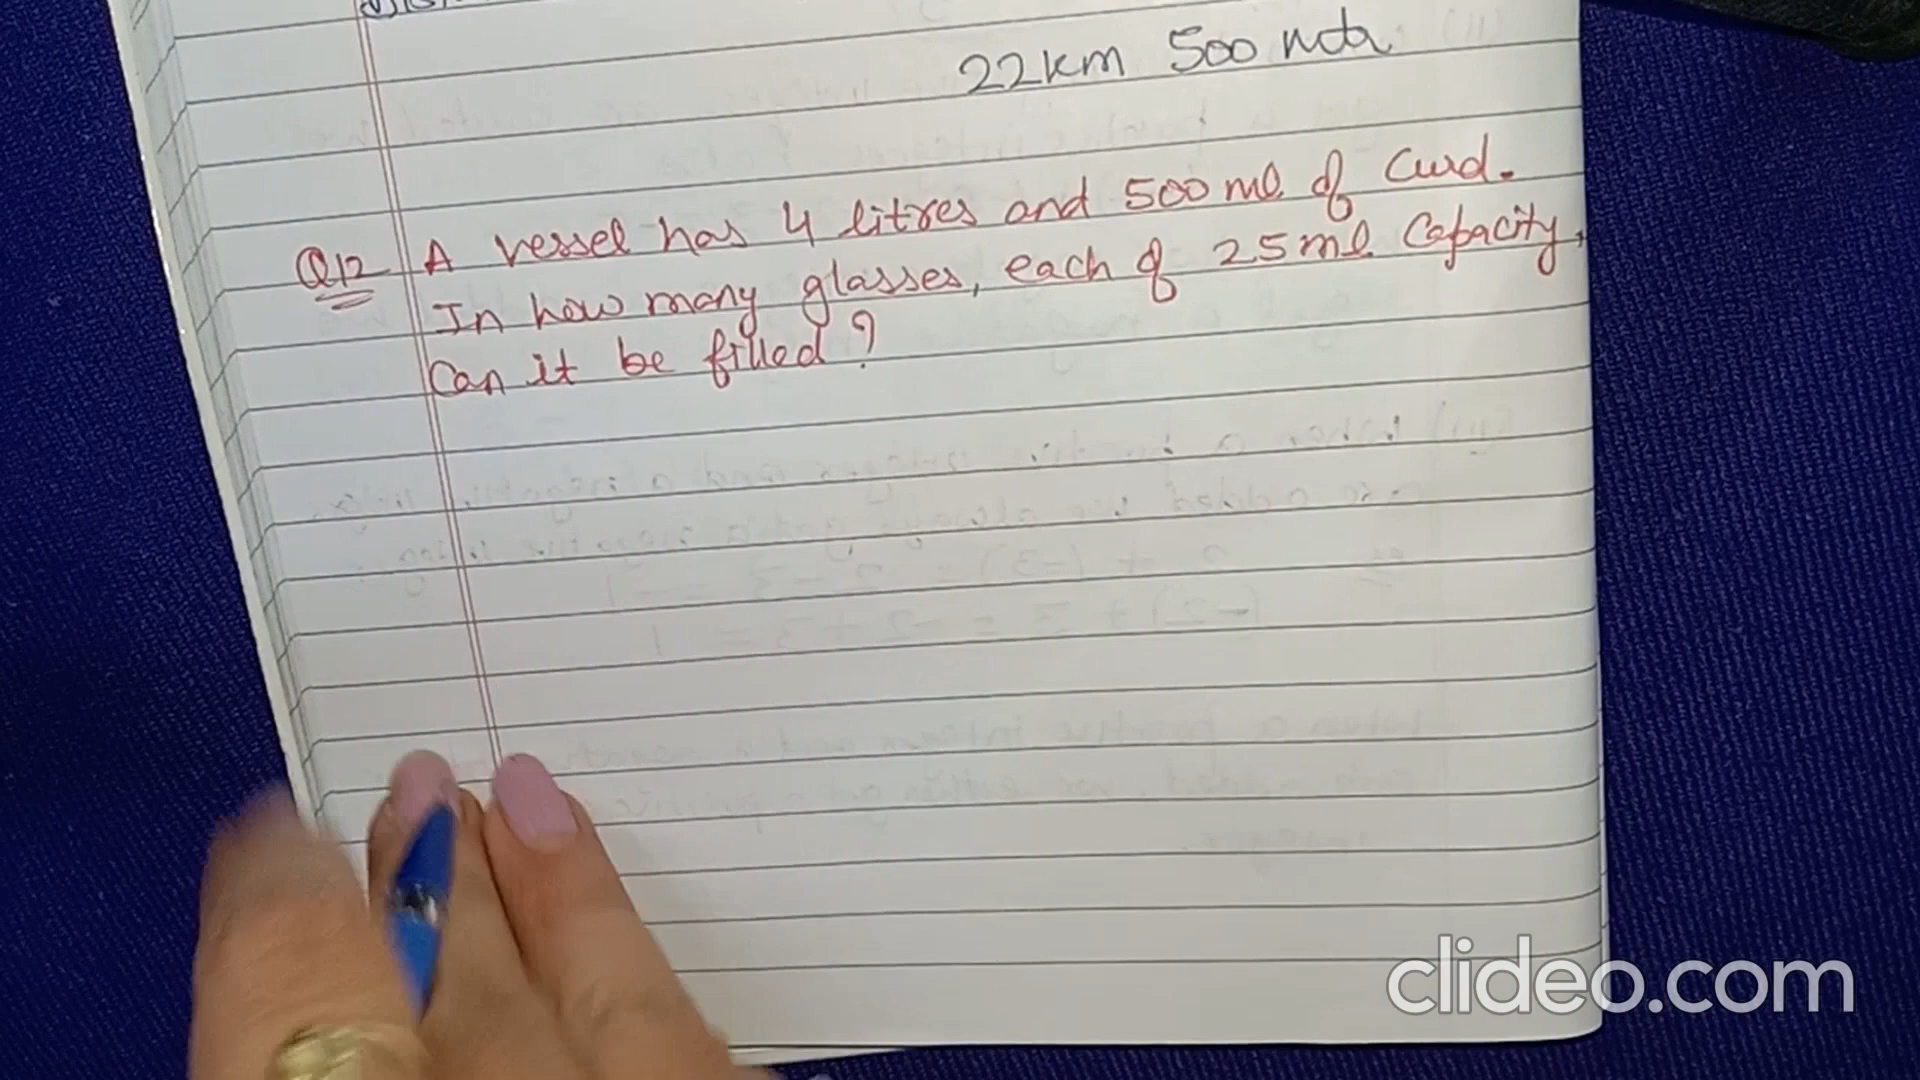 22km 500 mtr
Q12 A vessel has 4 litres and 500 ml of Curd.
In how many glasses, each of 25 ml Capacity,
Can it be filled?
clideo.com